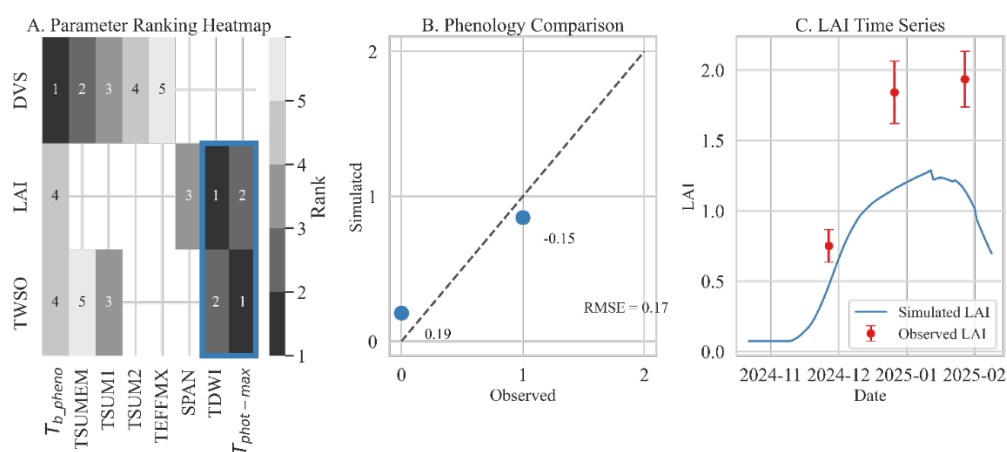 A. Parameter Ranking Heatmap
DVS
LAI
TWSO
1 2 3 4 5
4 3 1 2
4 5 3 2 1
T_b_pheno
TSUMEM
TSUM1
TSUM2
TEFFMX
SPAN
TDWI
T_phot−max
5
4
3
2
1
Rank
B. Phenology Comparison
2
1
0
Simulated
0.19
-0.15
RMSE = 0.17
0 1 2
Observed
C. LAI Time Series
2.0
1.5
1.0
0.5
0.0
LAI
Simulated LAI
Observed LAI
2024-11 2024-12 2025-01 2025-02
Date